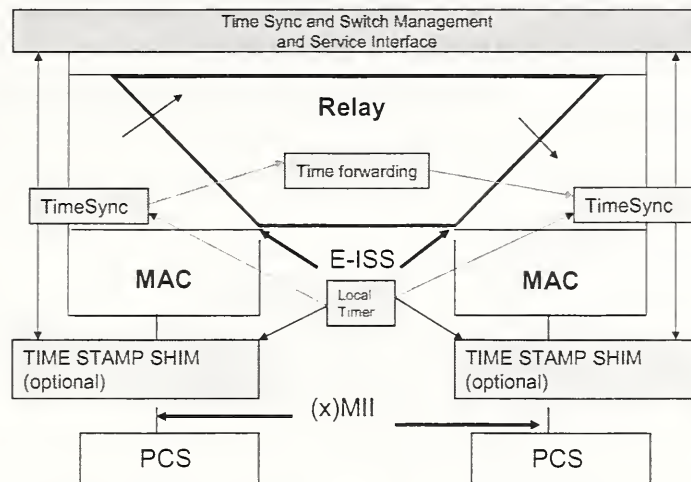 Time Sync and Switch Management
and Service Interface
Relay
Time forwarding
TimeSync
TimeSync
MAC
E-ISS
MAC
Local
Timer
TIME STAMP SHIM
(optional)
TIME STAMP SHIM
(optional)
(x)MII
PCS
PCS